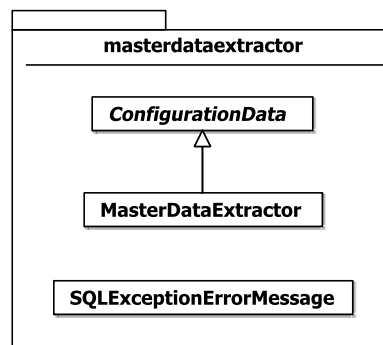 masterdataextractor
ConfigurationData
MasterDataExtractor
SQLExceptionErrorMessage